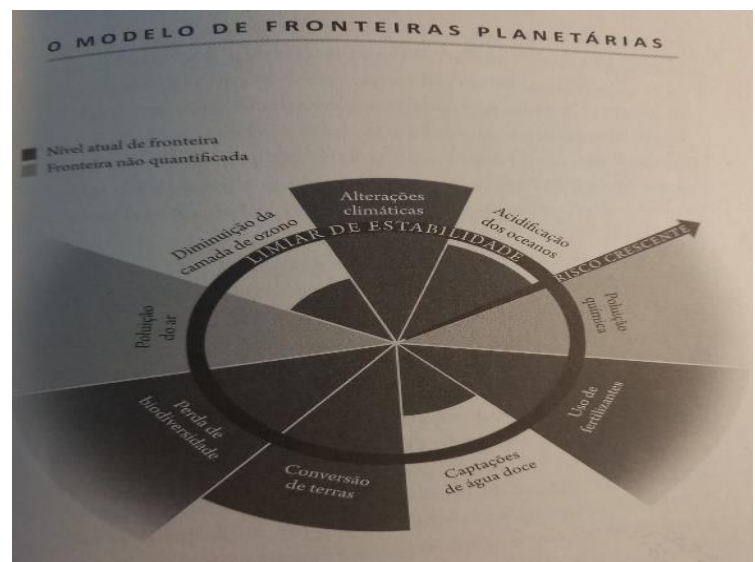 O MODELO DE FRONTEIRAS PLANETÁRIAS
Nível atual de fronteira
Fronteira não quantificada
Alterações
climáticas
Diminuição da
camada de ozono
Acidificação
dos oceanos
LIMIAR DE ESTABILIDADE
RISCO CRESCENTE
Poluição
do ar
Poluição
química
Perda de
biodiversidade
Uso de
fertilizantes
Conversão
de terras
Captações
de água doce